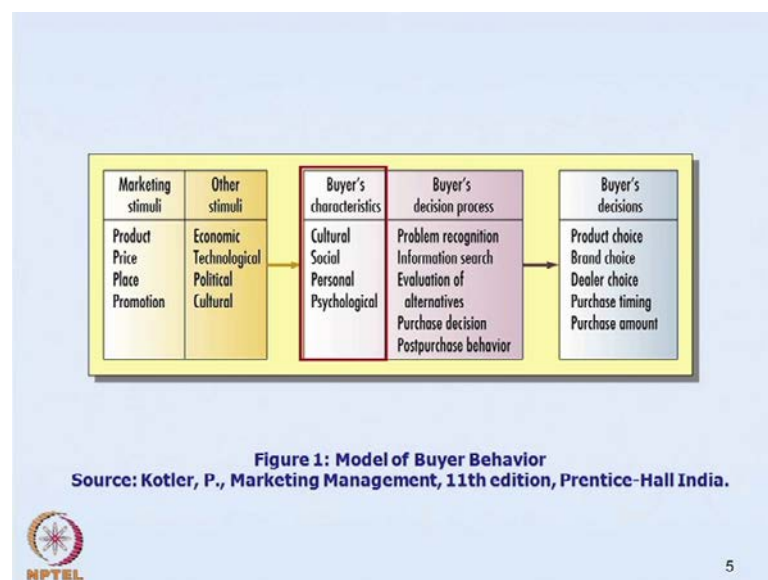 Marketing
stimuli
Product
Price
Place
Promotion
Other
stimuli
Economic
Technological
Political
Cultural
Buyer's
characteristics
Cultural
Social
Personal
Psychological
Buyer's
decision process
Problem recognition
Information search
Evaluation of
alternatives
Purchase decision
Postpurchase behavior
Buyer's
decisions
Product choice
Brand choice
Dealer choice
Purchase timing
Purchase amount
Figure 1: Model of Buyer Behavior
Source: Kotler, P., Marketing Management, 11th edition, Prentice-Hall India.
NPTEL
5